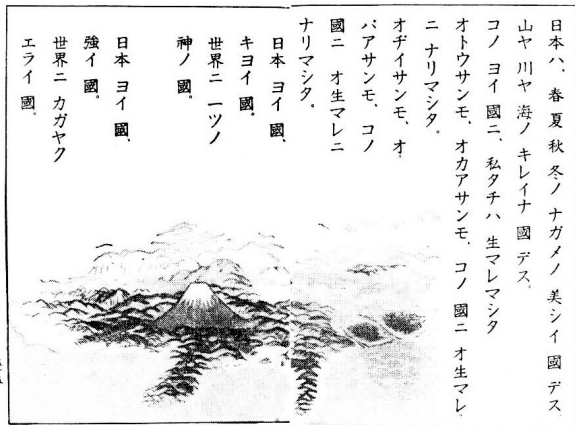 日本ハ、春夏秋冬ノナガメノ美シイ國デス
山ヤ川ヤ海ノキレイナ國デス、
コノヨイ國ニ、私タチハ生マレマシタ
オトウサンモ、オカアサンモ、コノ國ニオ生マレ
ニナリマシタ。
オヂイサンモ、オ
バアサンモ、コノ
國ニオ生マレニ
ナリマシタ。
日本ヨイ國、
キヨイ國。
世界ニ一ツノ
神ノ國。
日本ヨイ國、
強イ國。
世界ニカガヤク
エライ國。